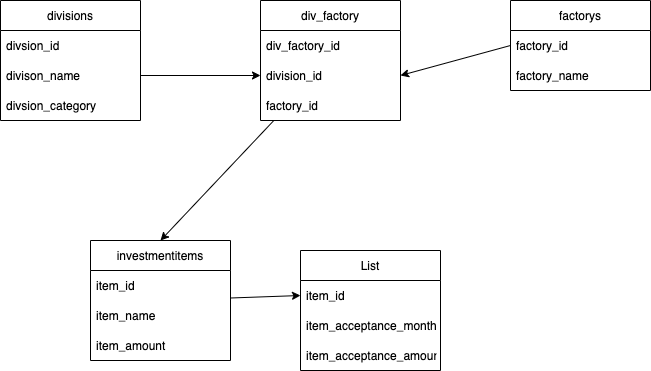 divisions
divsion_id
divison_name
divsion_category
div_factory
div_factory_id
division_id
factory_id
factorys
factory_id
factory_name
investmentitems
item_id
item_name
item_amount
List
item_id
item_acceptance_month
item_acceptance_amour